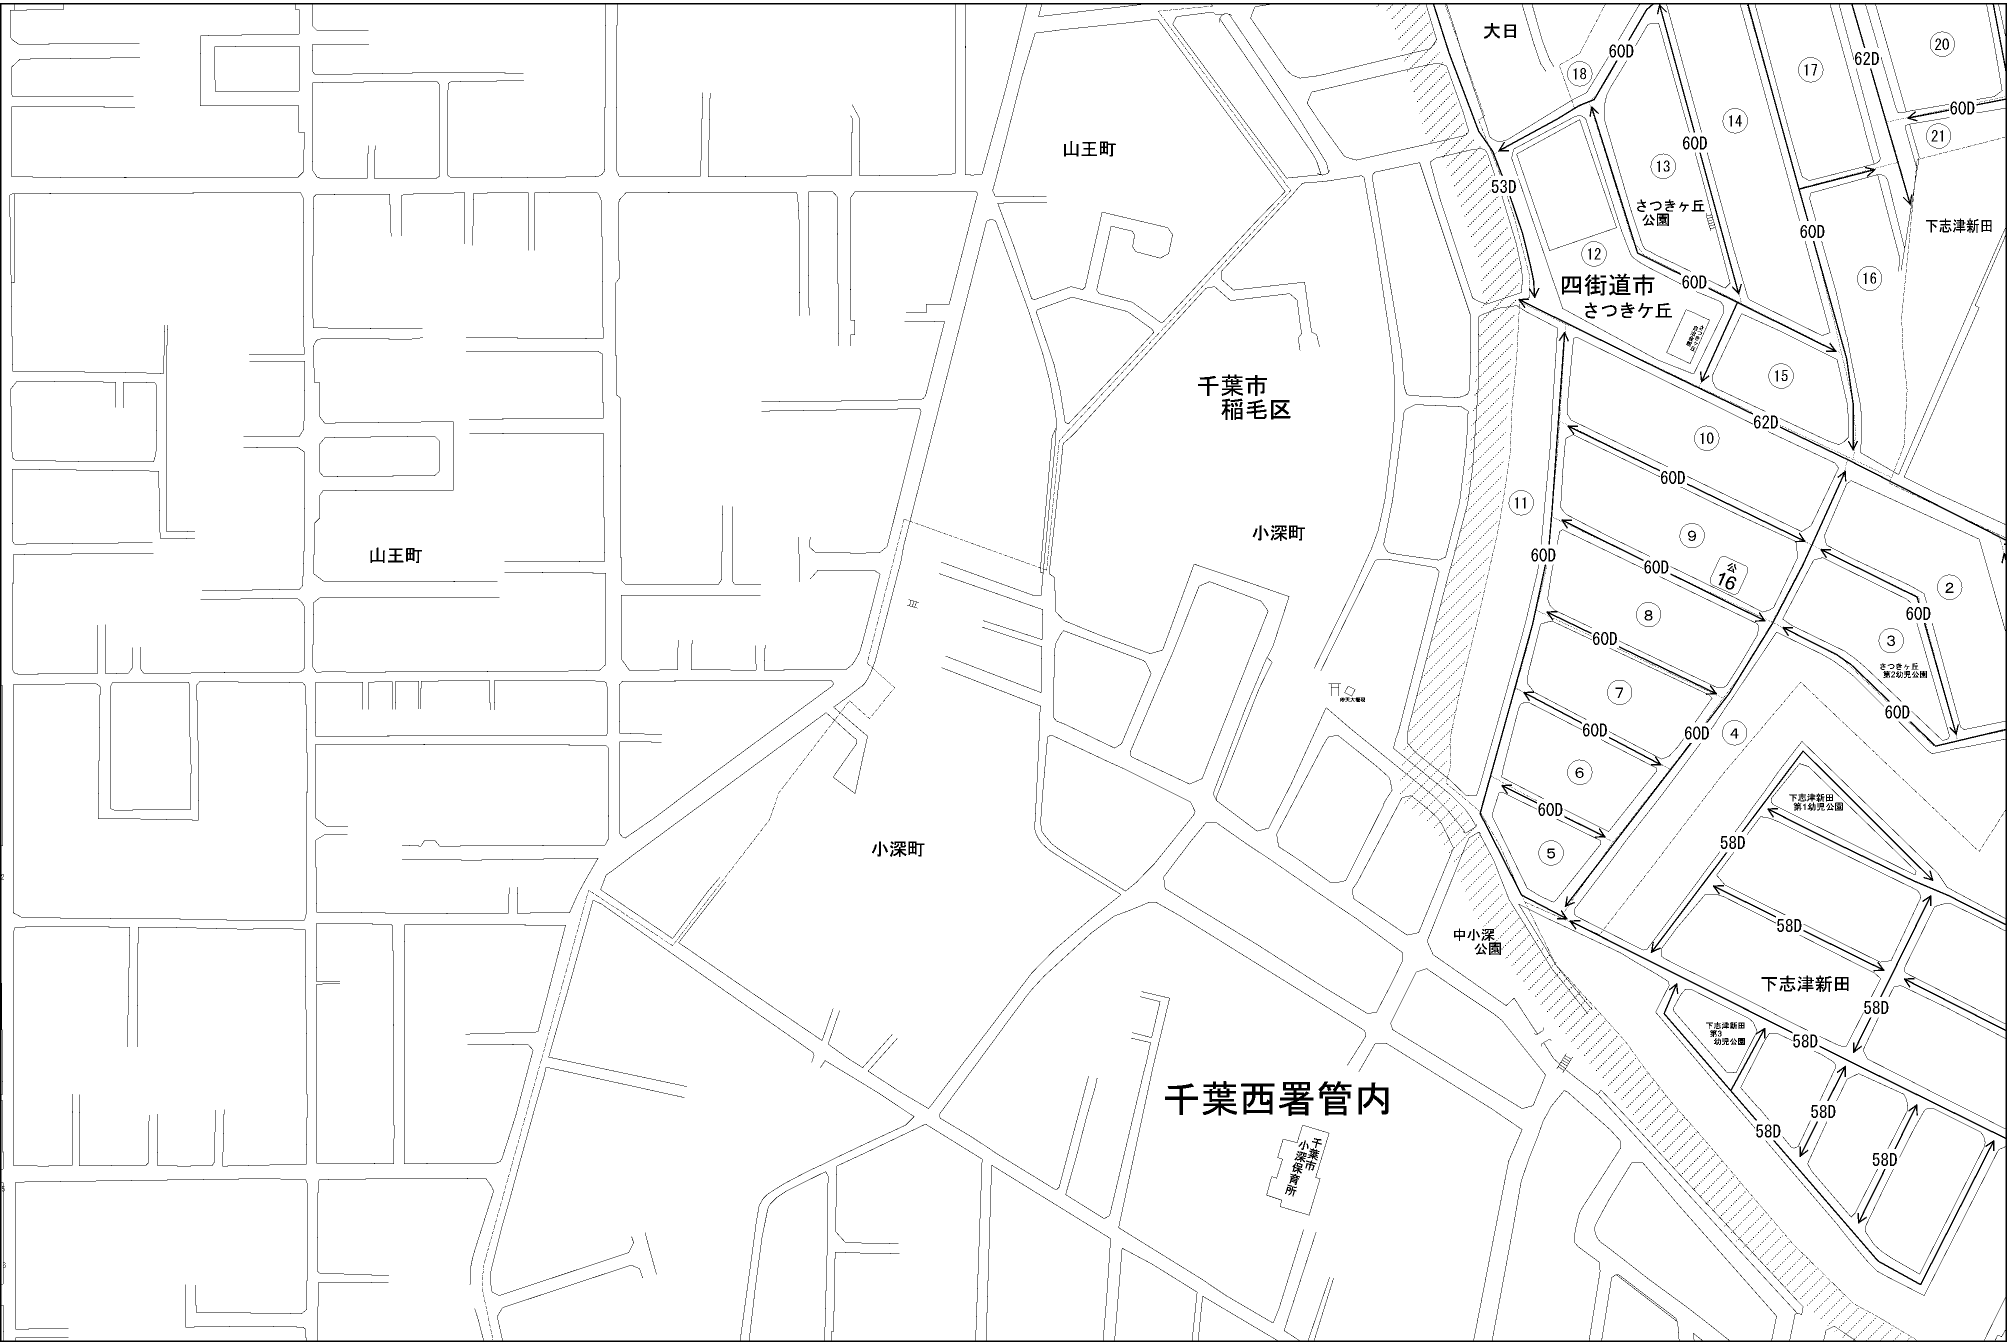 大日
60D
18
17
62D
20
60D
21
14
60D
13
さつきヶ丘
公園
山王町
53D
12
60D
四街道市
さつきケ丘
60D
16
下志津新田
15
千葉市
稲毛区
62D
10
60D
11
9
公
16
60D
60D
小深町
山王町
8
60D
2
60D
3
さつきヶ丘
第2幼児公園
7
60D
60D
60D
4
6
60D
5
下志津新田
第1幼児公園
58D
小深町
中小深
公園
58D
下志津新田
58D
下志津新田
第3
幼児公園
58D
58D
58D
58D
千葉西署管内
千葉市
小深保育所